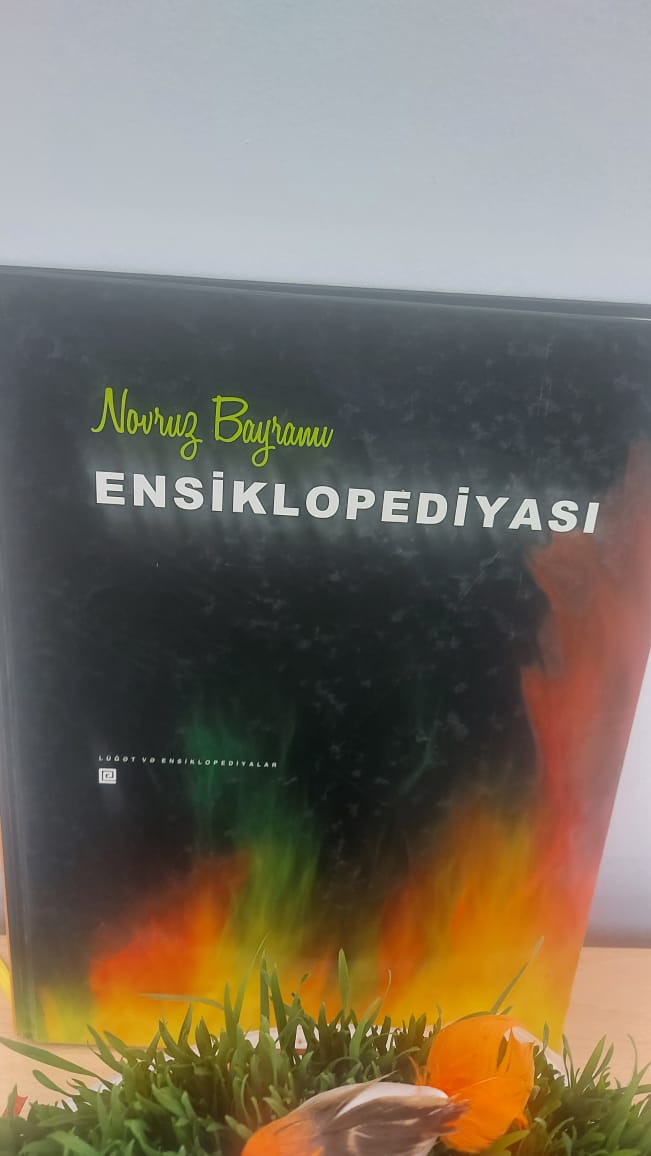 Novruz Bayramı
ENSİKLOPEDİYASI
LÜĞƏT VƏ ENSİKLOPEDİYALAR